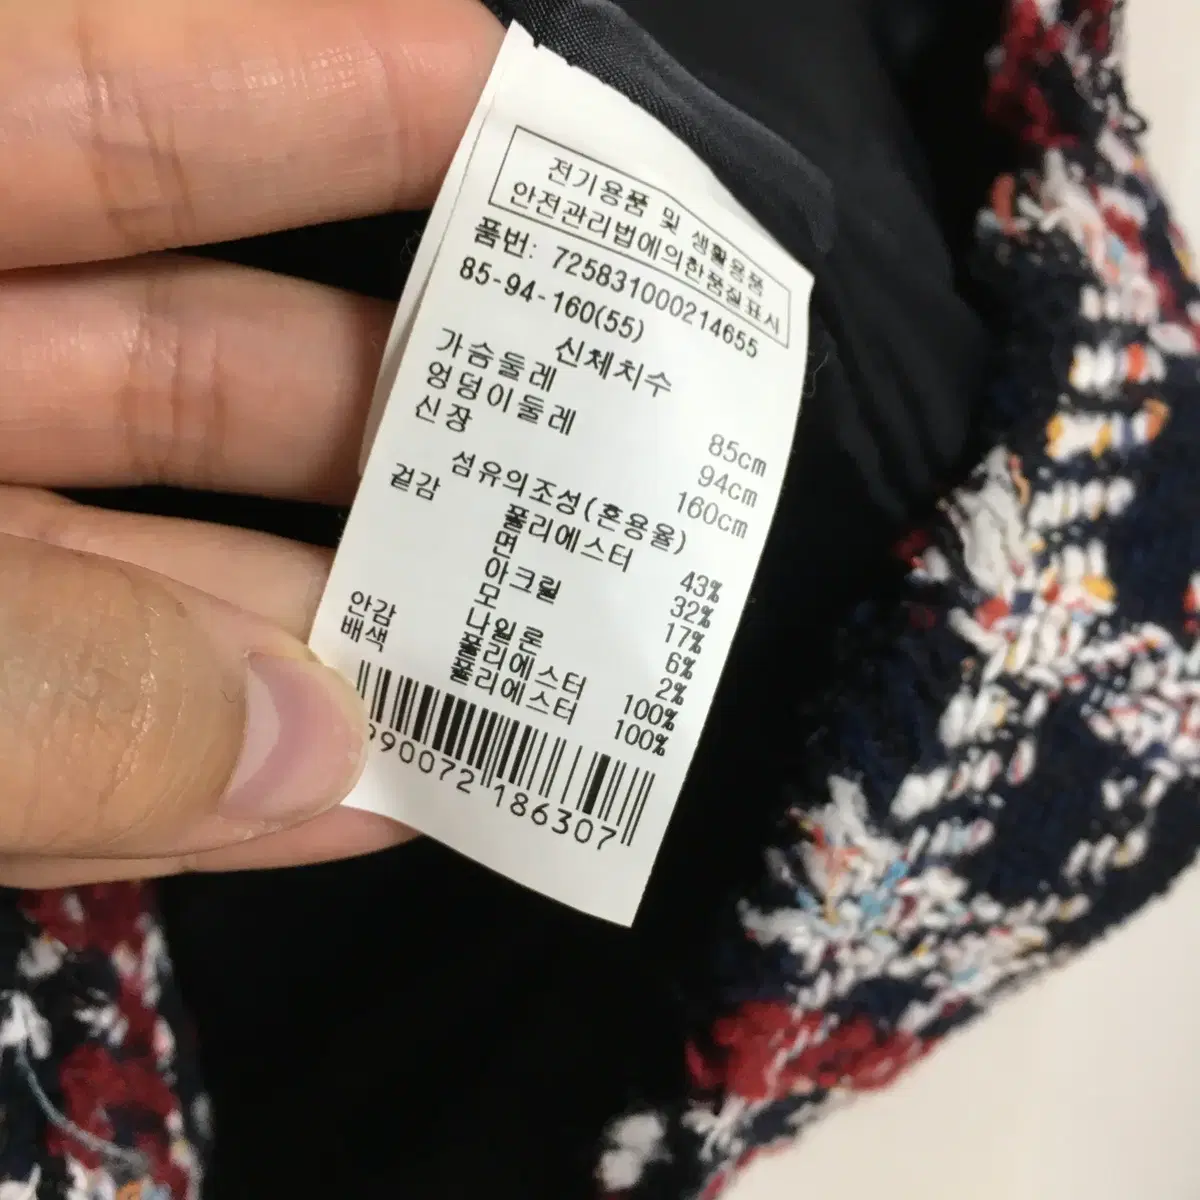 전기용품 및 생활용품
안전관리법에의한품질표시
품번: 725831000214655
85-94-160(55)
신체치수
가슴둘레 85cm
엉덩이둘레 94cm
신장 160cm
섬유의조성(혼용율)
겉감 폴리에스터 43%
면 32%
아크릴 17%
모 6%
나일론 2%
안감 폴리에스터 100%
배색 폴리에스터 100%
990072 186307